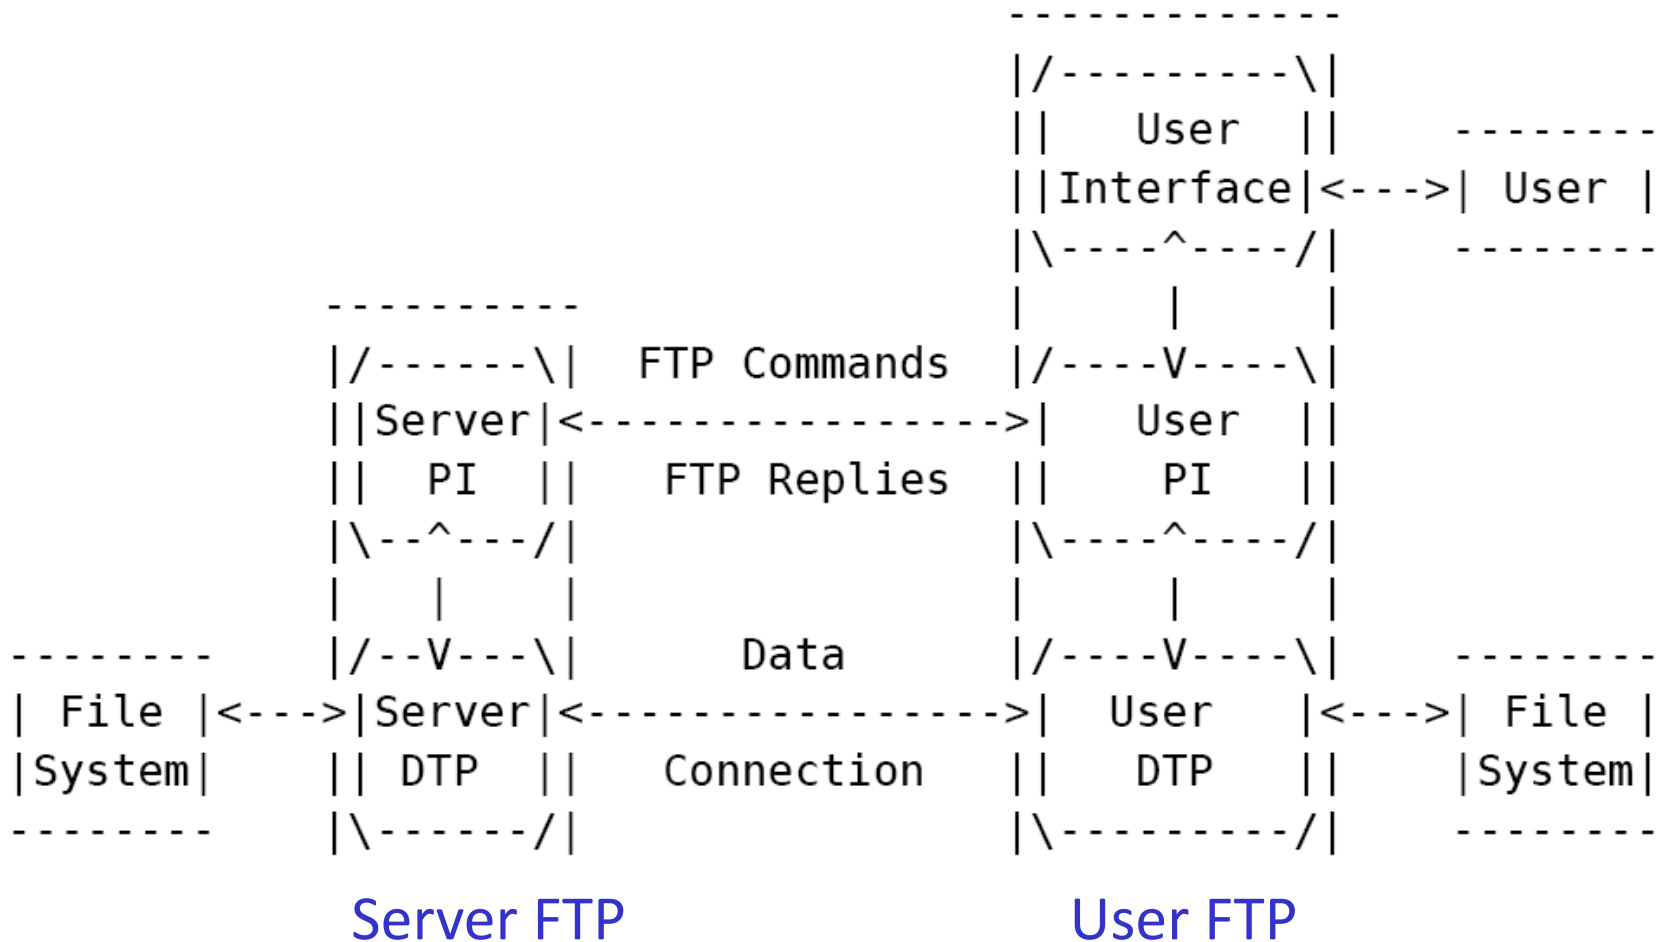 -------------
                                       |/---------\|
                                       ||   User  ||    --------
                                       ||Interface|<--->| User |
                                       |\----^----/|    --------
            ----------                 |     |     |
            |/------\|  FTP Commands   |/----V----\|
            ||Server|<---------------->|   User  ||
            ||  PI  ||   FTP Replies  ||    PI   ||
            |\--^---/|                 |\----^----/|
            |   |    |                 |     |     |
--------    |/--V---\|      Data       |/----V----\|    --------
| File |<--->|Server|<---------------->|  User   |<--->| File |
|System|    || DTP  ||   Connection   ||   DTP   ||    |System|
--------    |\------/|                 |\---------/|    --------
Server FTP                 User FTP